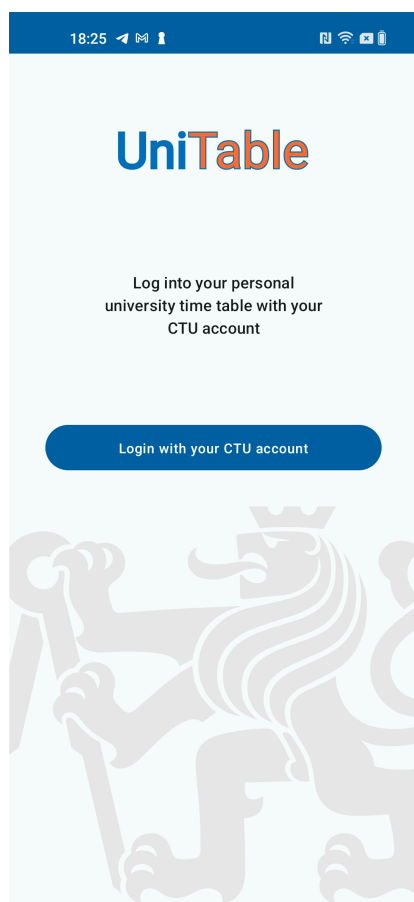 18:25
UniTable
Log into your personal
university time table with your
CTU account
Login with your CTU account